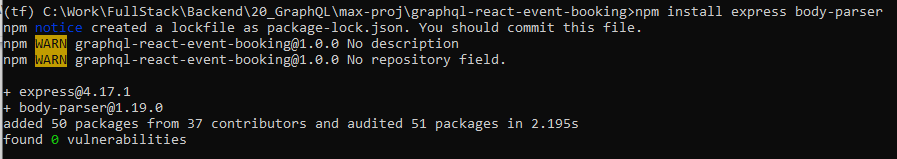 (tf) C:\Work\FullStack\Backend\20_GraphQL\max-proj\graphql-react-event-booking>npm install express body-parser
npm notice created a lockfile as package-lock.json. You should commit this file.
npm WARN graphql-react-event-booking@1.0.0 No description
npm WARN graphql-react-event-booking@1.0.0 No repository field.
+ express@4.17.1
+ body-parser@1.19.0
added 50 packages from 37 contributors and audited 51 packages in 2.195s
found 0 vulnerabilities